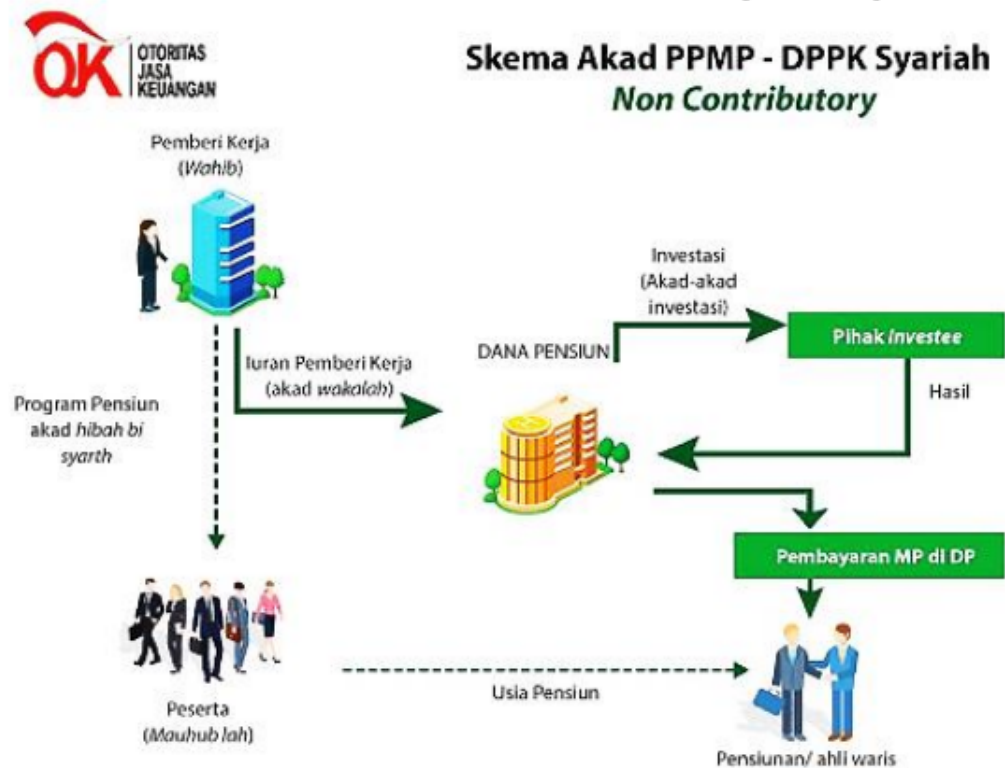 OJK
OTORITAS
JASA
KEUANGAN
Skema Akad PPMP - DPPK Syariah
Non Contributory
Pemberi Kerja
(Wahib)
Investasi
(Akad-akad
investasi)
Pihak Investee
DANA PENSIUN
Iuran Pemberi Kerja
(akad wakalah)
Hasil
Program Pensiun
akad hibah bi
syarth
Pembayaran MP di DP
Usia Pensiun
Peserta
(Mauhub lah)
Pensiunan/ ahli waris